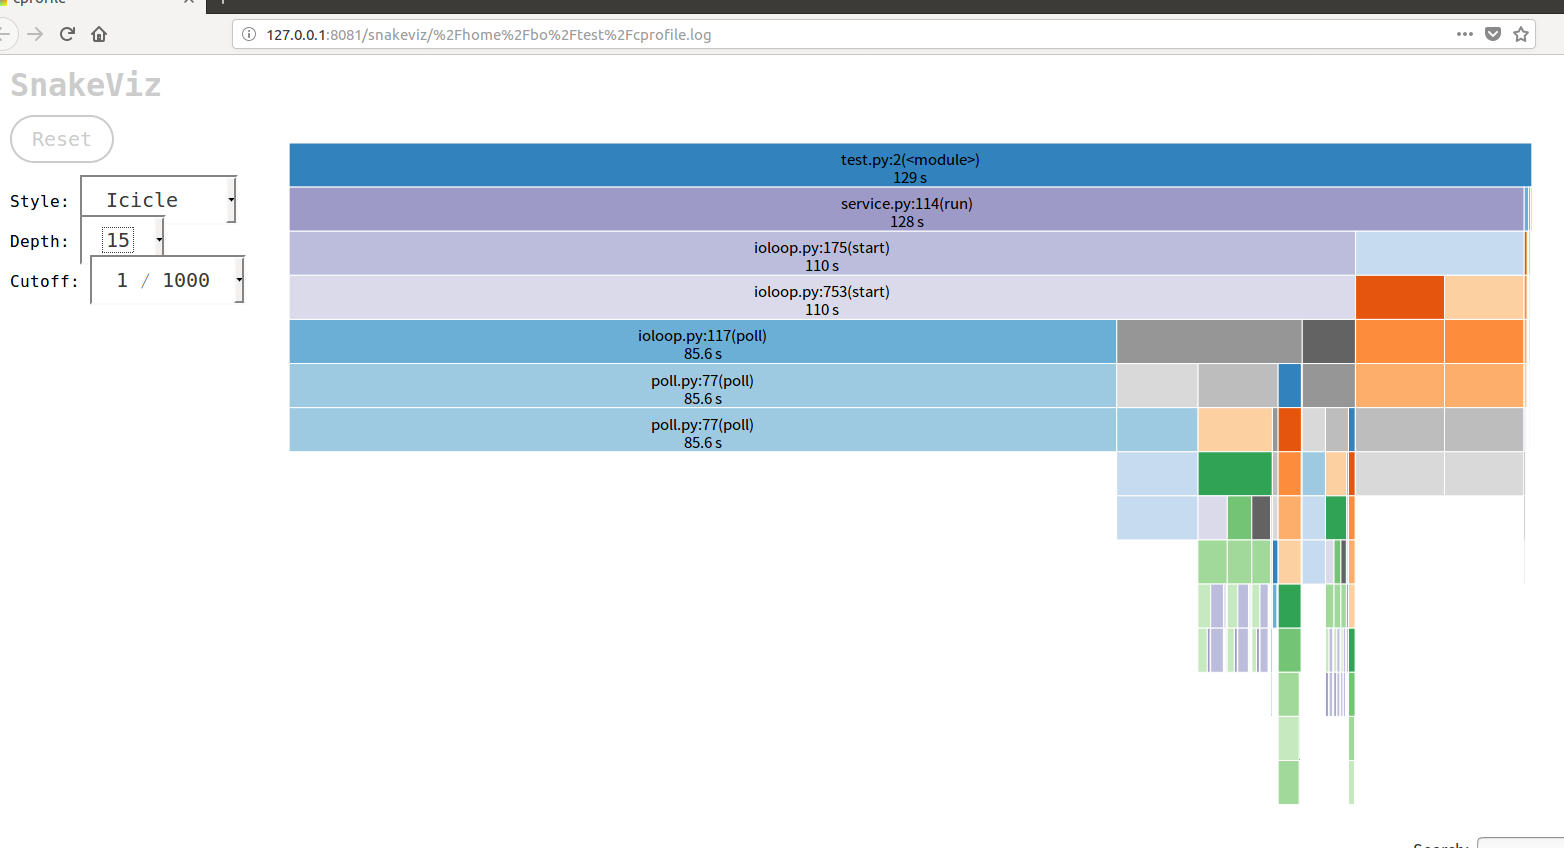 cprofile
127.0.0.1:8081/snakeviz/%2Fhome%2Fbo%2Ftest%2Fcprofile.log
SnakeViz
Reset
Style: Icicle
Depth: 15
Cutoff: 1 / 1000
test.py:2(<module>)
129 s
service.py:114(run)
128 s
ioloop.py:175(start)
110 s
ioloop.py:753(start)
110 s
ioloop.py:117(poll)
85.6 s
poll.py:77(poll)
85.6 s
poll.py:77(poll)
85.6 s
Search: